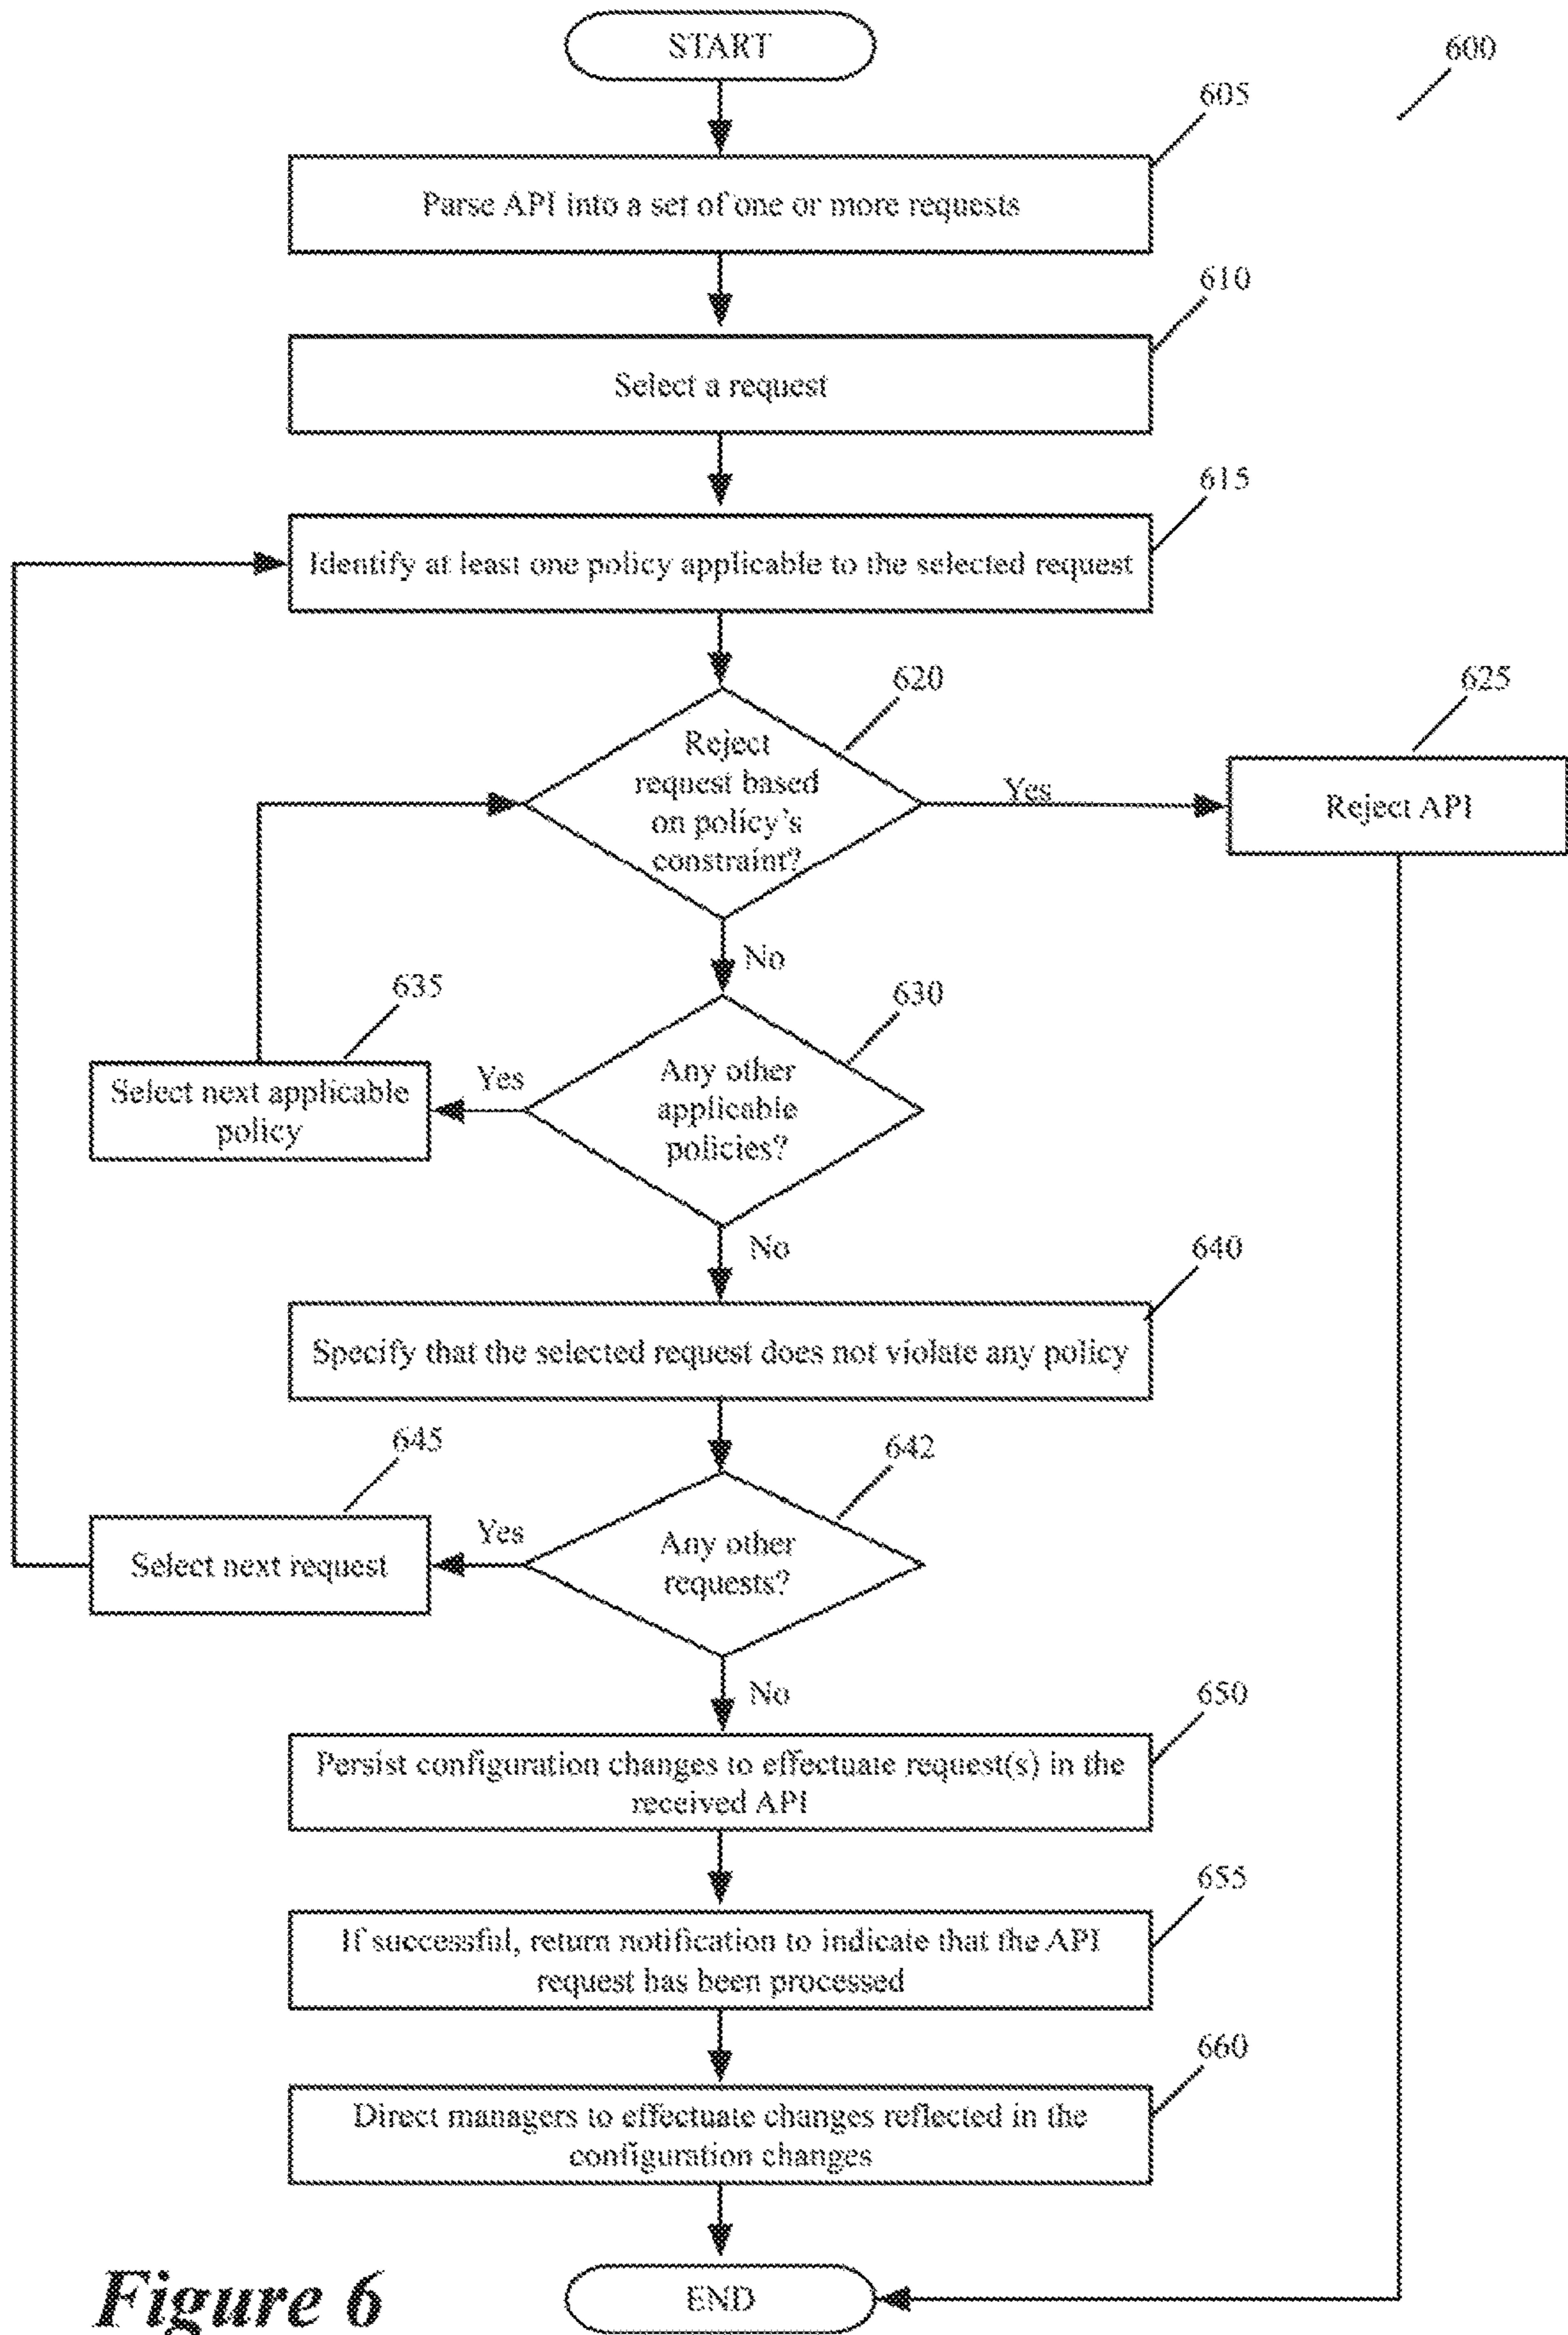 START
600
605
Parse API into a set of one or more requests
610
Select a request
615
Identify at least one policy applicable to the selected request
620
625
Reject
request based
on policy's
constraint?
Yes
Reject API
No
635
630
Select next applicable
policy
Yes
Any other
applicable
policies?
No
640
Specify that the selected request does not violate any policy
645
642
Select next request
Yes
Any other
requests?
No
650
Persist configuration changes to effectuate request(s) in the
received API
655
If successful, return notification to indicate that the API
request has been processed
660
Direct managers to effectuate changes reflected in the
configuration changes
END
Figure 6